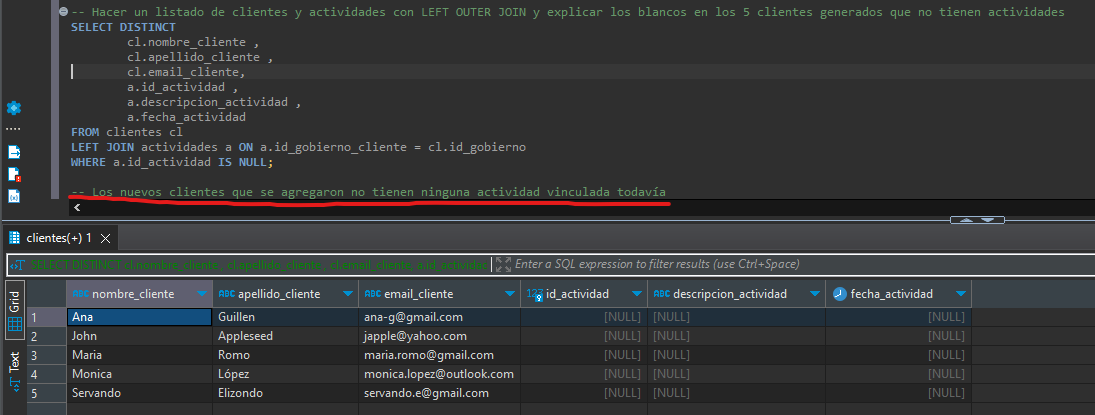 -- Hacer un listado de clientes y actividades con LEFT OUTER JOIN y explicar los blancos en los 5 clientes generados que no tienen actividades
SELECT DISTINCT
cl.nombre_cliente ,
cl.apellido_cliente ,
cl.email_cliente,
a.id_actividad ,
a.descripcion_actividad ,
a.fecha_actividad
FROM clientes cl
LEFT JOIN actividades a ON a.id_gobierno_cliente = cl.id_gobierno
WHERE a.id_actividad IS NULL;
-- Los nuevos clientes que se agregaron no tienen ninguna actividad vinculada todavía
clientes(+) 1
SELECT DISTINCT cl.nombre_cliente , cl.apellido_cliente , cl.email_cliente, a.id_activida Enter a SQL expression to filter results (use Ctrl+Space)
Grid
Text
nombre_cliente apellido_cliente email_cliente id_actividad descripcion_actividad fecha_actividad
1 Ana Guillen ana-g@gmail.com [NULL] [NULL] [NULL]
2 John Appleseed japple@yahoo.com [NULL] [NULL] [NULL]
3 Maria Romo maria.romo@gmail.com [NULL] [NULL] [NULL]
4 Monica López monica.lopez@outlook.com [NULL] [NULL] [NULL]
5 Servando Elizondo servando.e@gmail.com [NULL] [NULL] [NULL]